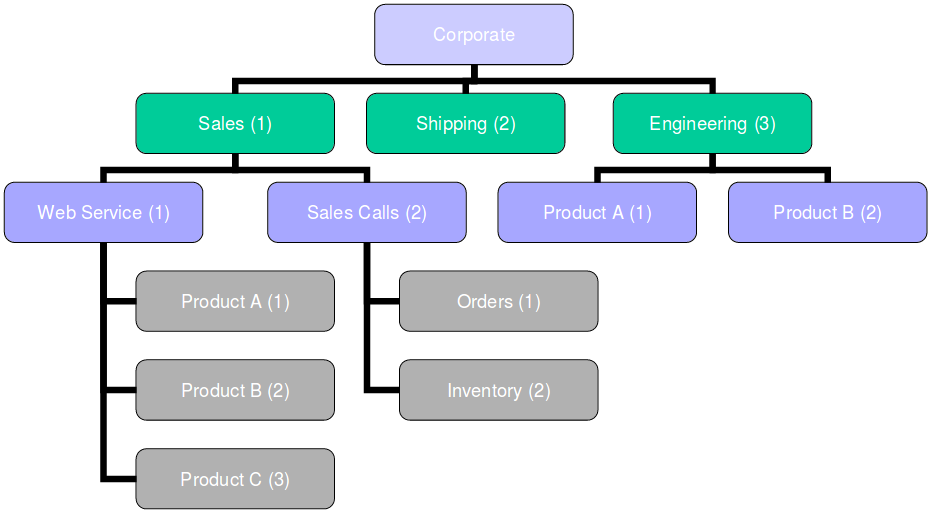 Corporate
Sales (1)
Shipping (2)
Engineering (3)
Web Service (1)
Sales Calls (2)
Product A (1)
Product B (2)
Product A (1)
Orders (1)
Product B (2)
Inventory (2)
Product C (3)